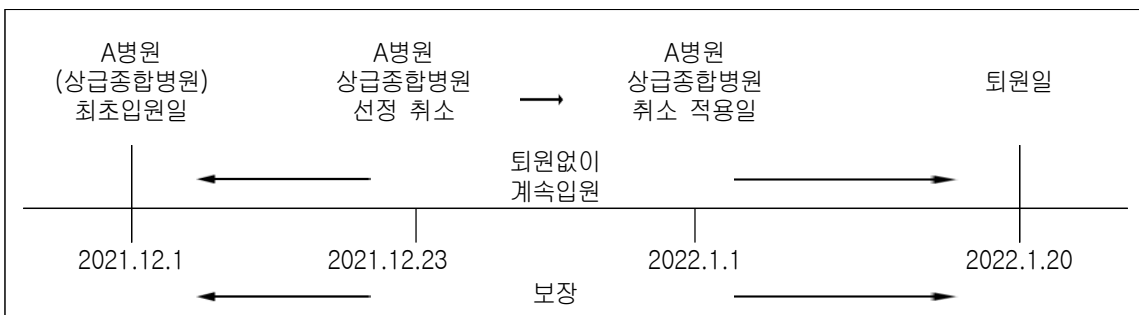 A병원
(상급종합병원)
최초입원일
A병원
상급종합병원
선정 취소
A병원
상급종합병원
취소 적용일
퇴원일
퇴원없이
계속입원
2021.12.1
2021.12.23
2022.1.1
2022.1.20
보장